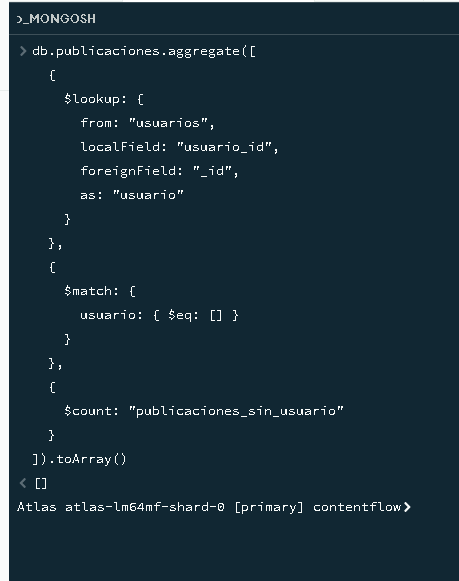 >_MONGOSH
> db.publicaciones.aggregate([
{
$lookup: {
from: "usuarios",
localField: "usuario_id",
foreignField: "_id",
as: "usuario"
}
},
{
$match: {
usuario: { $eq: [] }
}
},
{
$count: "publicaciones_sin_usuario"
}
]).toArray()
< []
Atlas atlas-lm64mf-shard-0 [primary] contentflow>